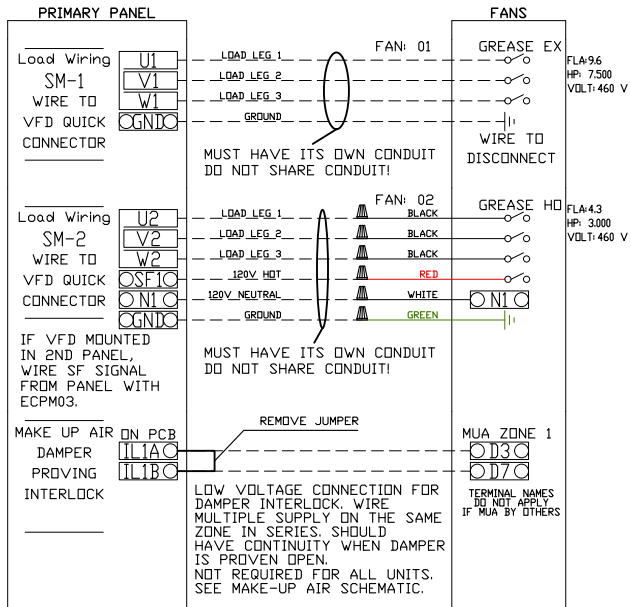 PRIMARY PANEL
FANS
Load Wiring
SM-1
WIRE TO
VFD QUICK
CONNECTOR
U1
V1
W1
GND
LOAD LEG 1
LOAD LEG 2
LOAD LEG 3
GROUND
FAN: 01
GREASE EX
FLA:9.6
HP: 7.500
VOLT: 460 V
WIRE TO
DISCONNECT
MUST HAVE ITS OWN CONDUIT
DO NOT SHARE CONDUIT!
Load Wiring
SM-2
WIRE TO
VFD QUICK
CONNECTOR
U2
V2
W2
SF1
N1
GND
LOAD LEG 1
LOAD LEG 2
LOAD LEG 3
120V HOT
120V NEUTRAL
GROUND
FAN: 02
BLACK
BLACK
BLACK
RED
WHITE
GREEN
GREASE HO
N1
FLA:4.3
HP: 3.000
VOLT: 460 V
IF VFD MOUNTED
IN 2ND PANEL,
WIRE SF SIGNAL
FROM PANEL WITH
ECPM03.
MUST HAVE ITS OWN CONDUIT
DO NOT SHARE CONDUIT!
MAKE UP AIR
DAMPER
PROVING
INTERLOCK
ON PCB
IL1A
IL1B
REMOVE JUMPER
MUA ZONE 1
D3
D7
TERMINAL NAMES
DO NOT APPLY
IF MUA BY OTHERS
LOW VOLTAGE CONNECTION FOR
DAMPER INTERLOCK. WIRE
MULTIPLE SUPPLY ON THE SAME
ZONE IN SERIES. SHOULD
HAVE CONTINUITY WHEN DAMPER
IS PROVEN OPEN.
NOT REQUIRED FOR ALL UNITS.
SEE MAKE-UP AIR SCHEMATIC.